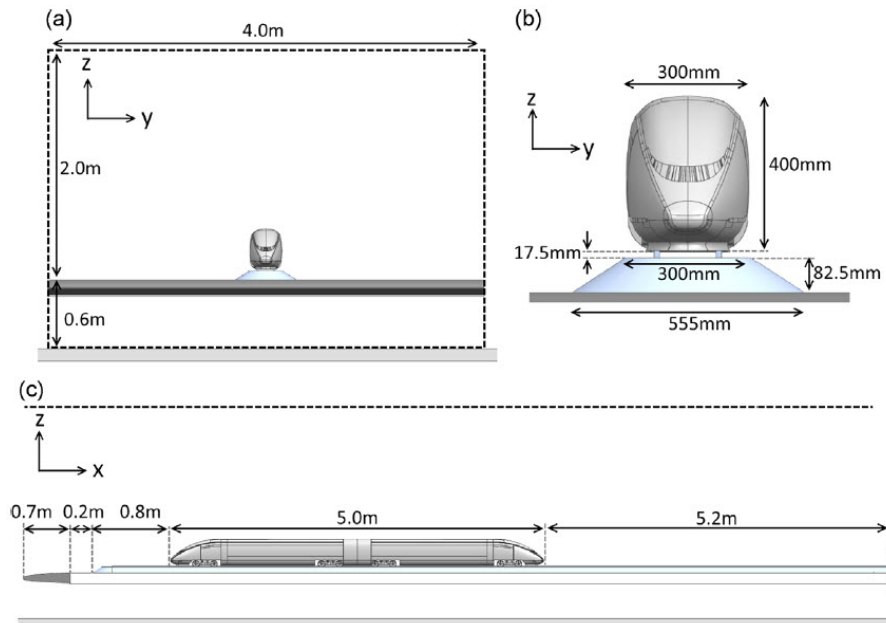 (a)
4.0m
z
y
2.0m
0.6m
(b)
300mm
z
y
400mm
17.5mm
300mm
82.5mm
555mm
(c)
z
x
0.7m
0.2m
0.8m
5.0m
5.2m